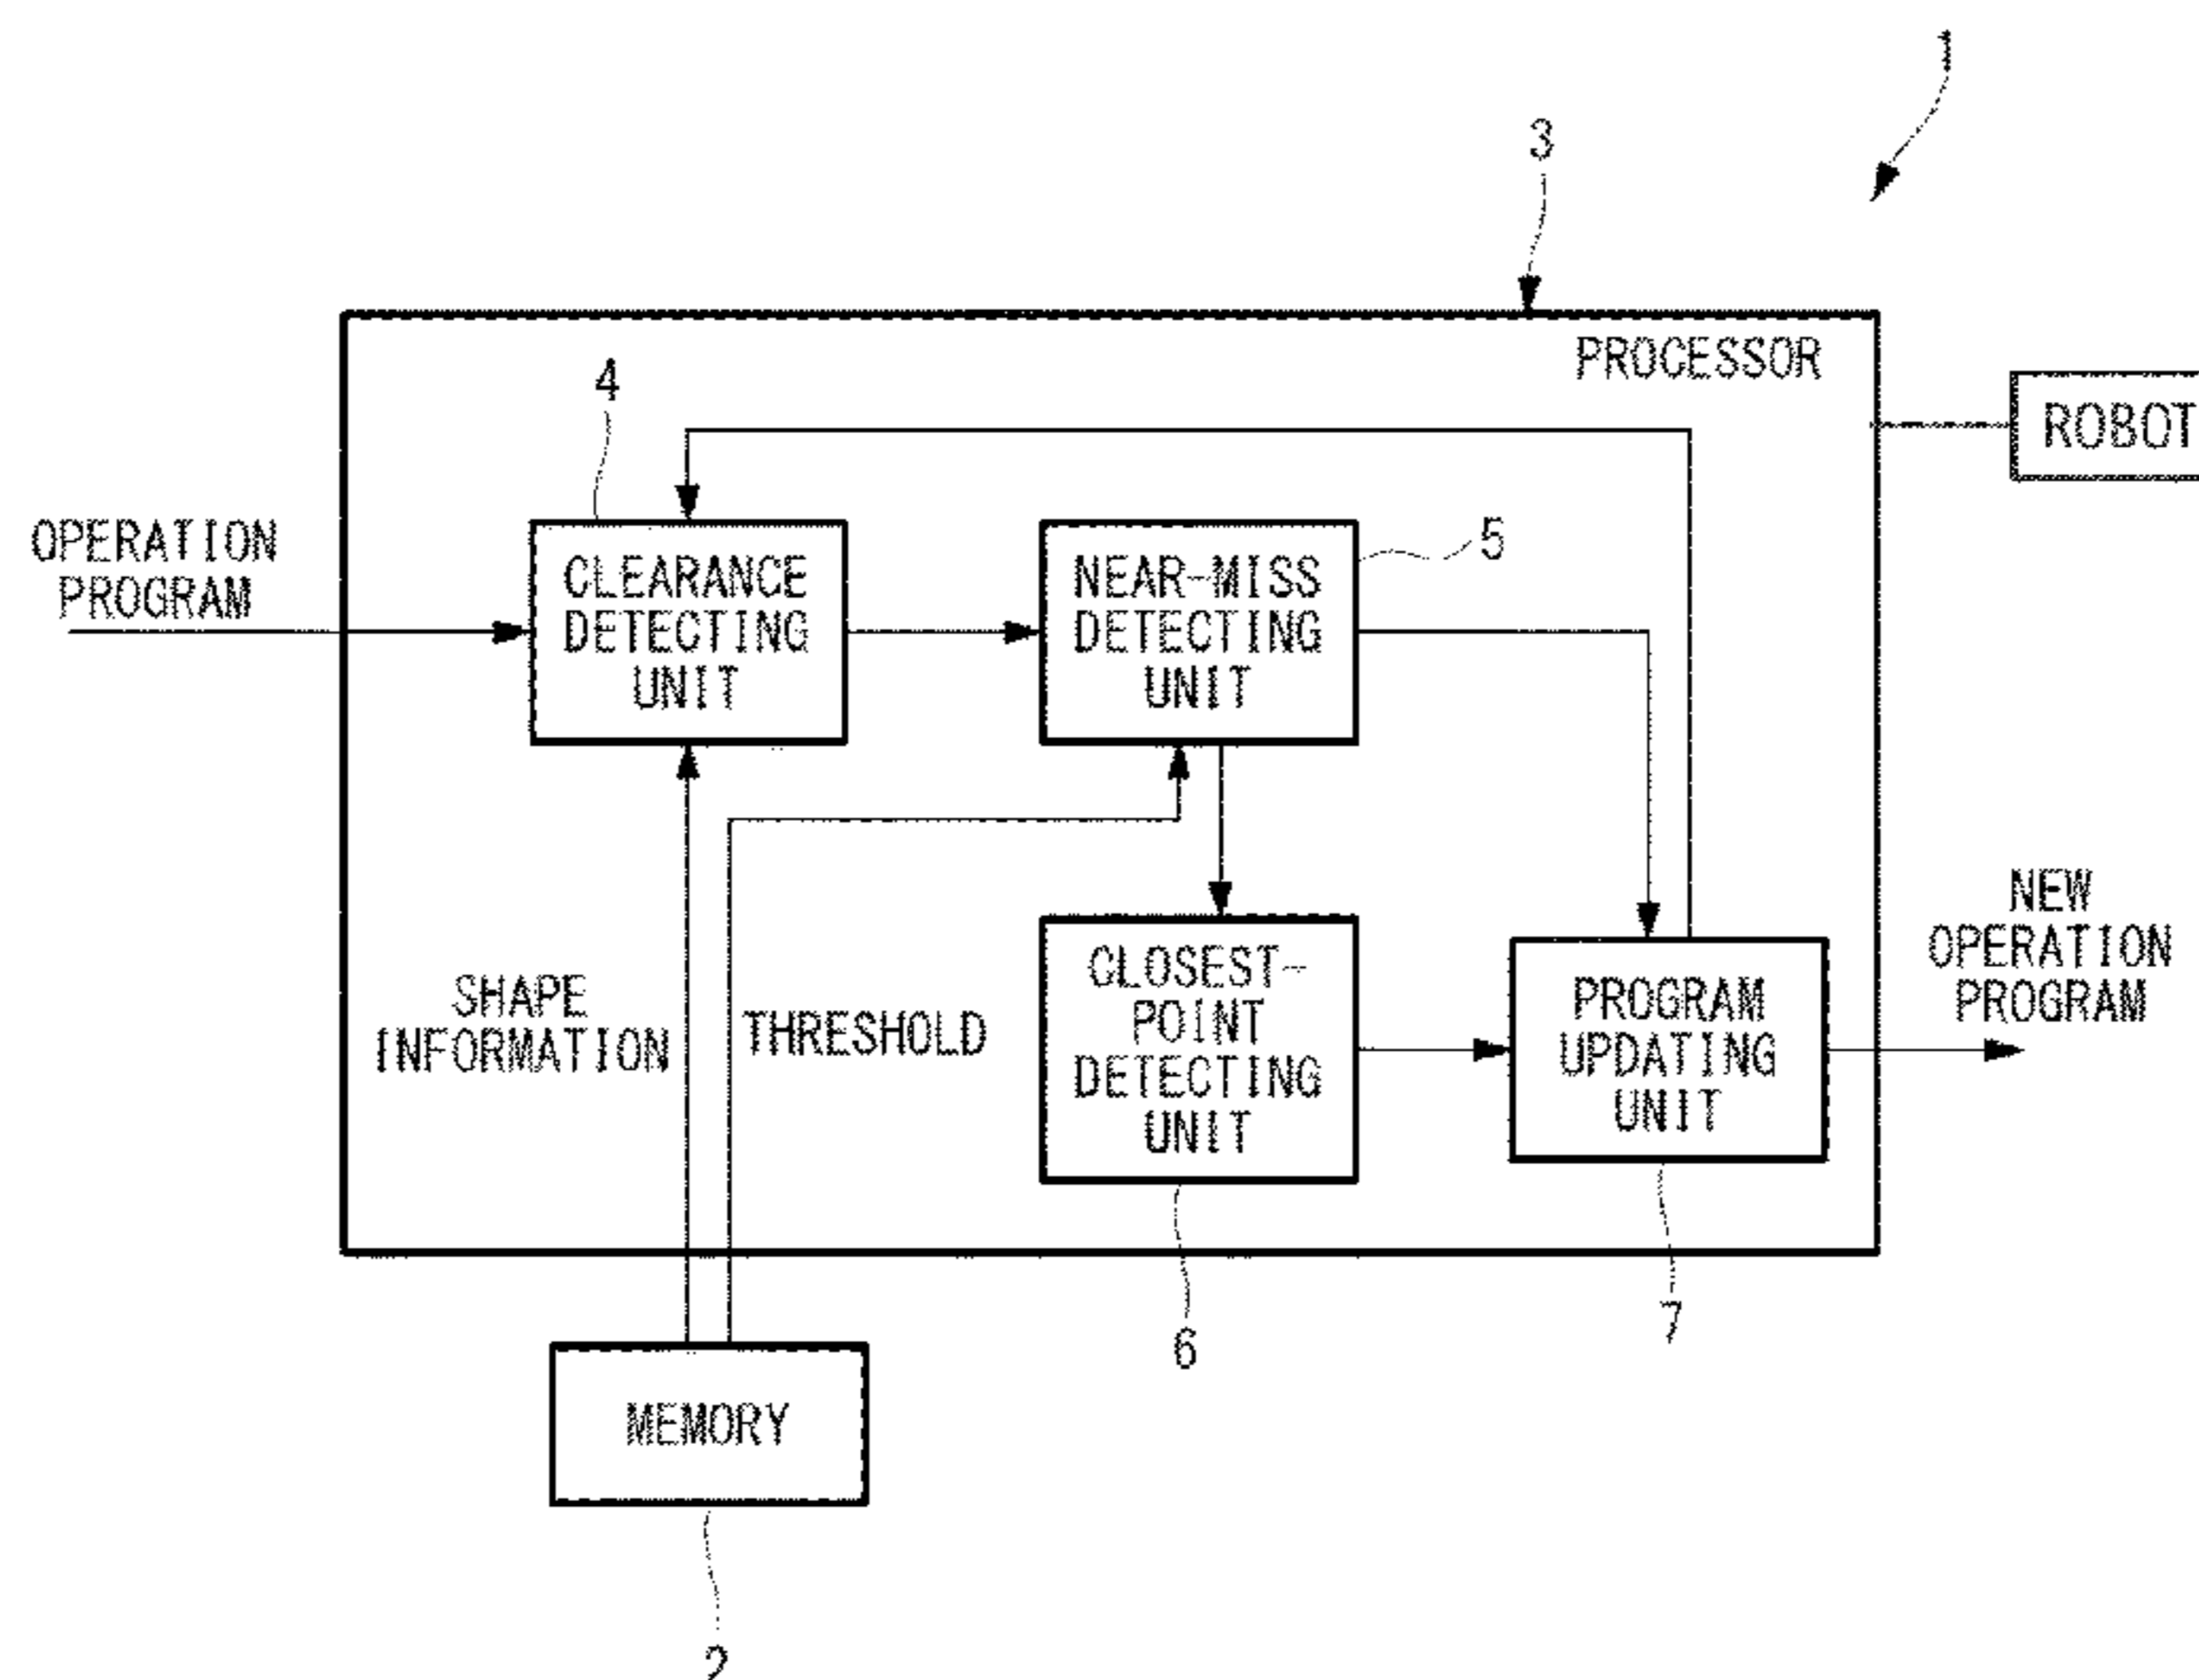 1
3
PROCESSOR
ROBOT
4
OPERATION
PROGRAM
CLEARANCE
DETECTING
UNIT
NEAR-MISS
DETECTING
UNIT
5
SHAPE
INFORMATION
THRESHOLD
CLOSEST-
POINT
DETECTING
UNIT
PROGRAM
UPDATING
UNIT
NEW
OPERATION
PROGRAM
6
7
MEMORY
2